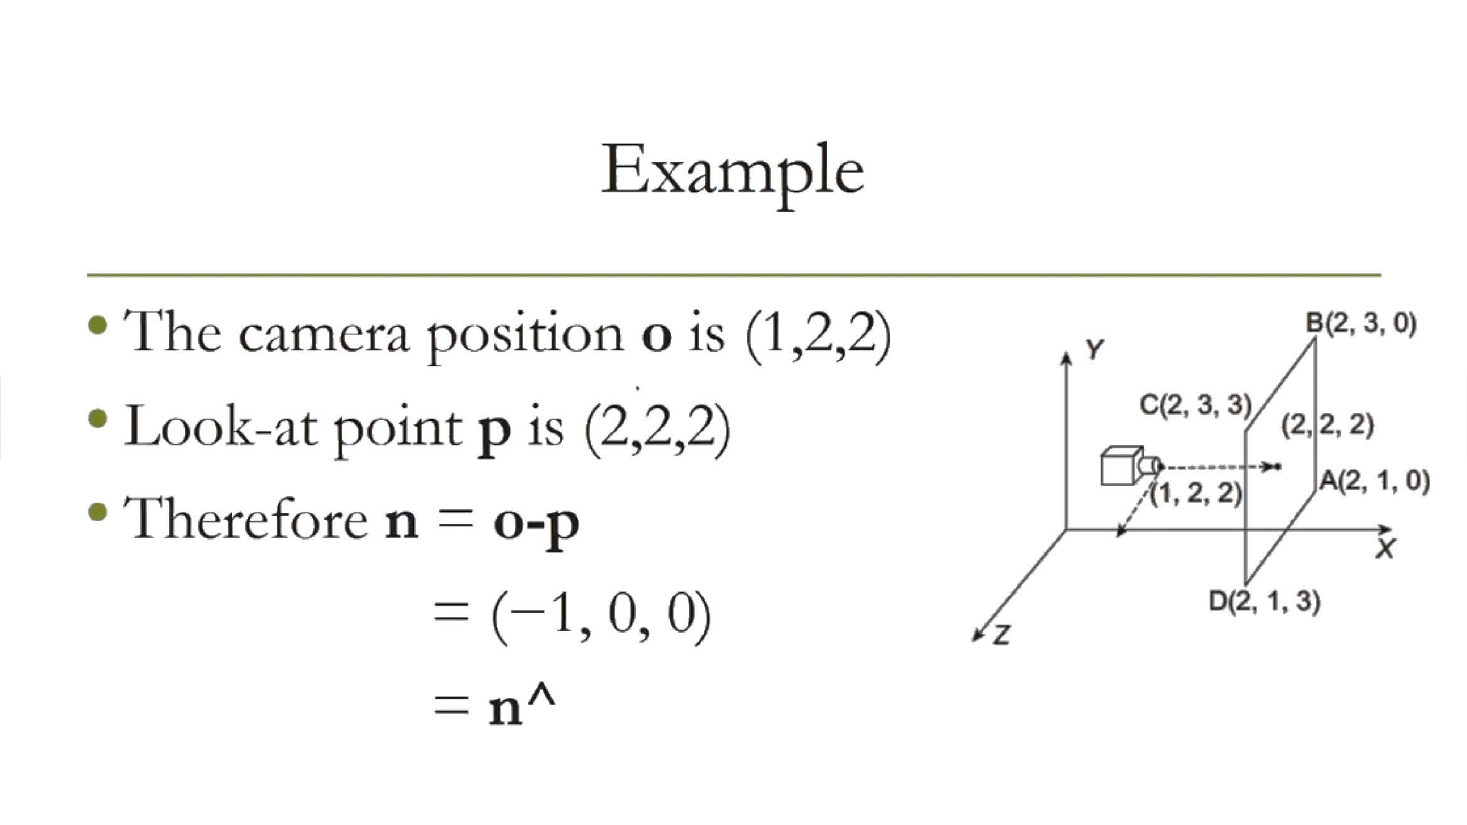 Example
• The camera position o is (1,2,2)
• Look-at point p is (2,2,2)
• Therefore n = o-p
= (−1, 0, 0)
= n^
B(2, 3, 0)
Y
C(2, 3, 3)
(2, 2, 2)
A(2, 1, 0)
(1, 2, 2)
X
D(2, 1, 3)
Z